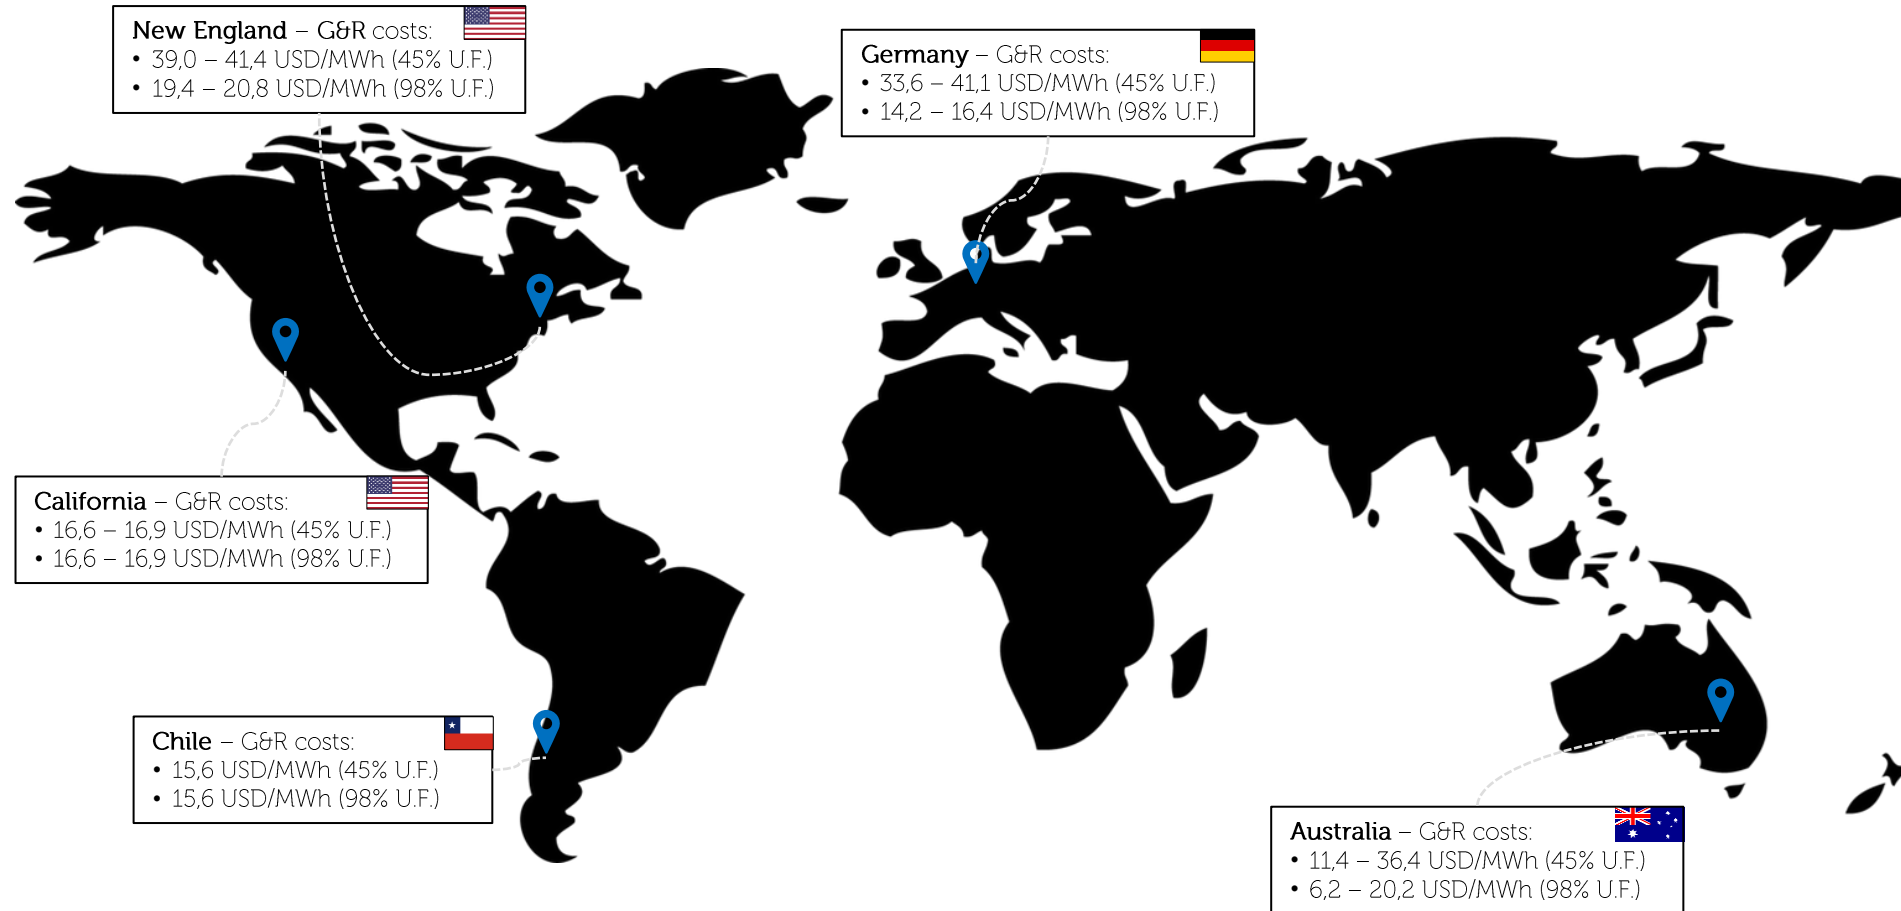 New England – G&R costs:
• 39,0 – 41,4 USD/MWh (45% U.F.)
• 19,4 – 20,8 USD/MWh (98% U.F.)
Germany – G&R costs:
• 33,6 – 41,1 USD/MWh (45% U.F.)
• 14,2 – 16,4 USD/MWh (98% U.F.)
California – G&R costs:
• 16,6 – 16,9 USD/MWh (45% U.F.)
• 16,6 – 16,9 USD/MWh (98% U.F.)
Chile – G&R costs:
• 15,6 USD/MWh (45% U.F.)
• 15,6 USD/MWh (98% U.F.)
Australia – G&R costs:
• 11,4 – 36,4 USD/MWh (45% U.F.)
• 6,2 – 20,2 USD/MWh (98% U.F.)